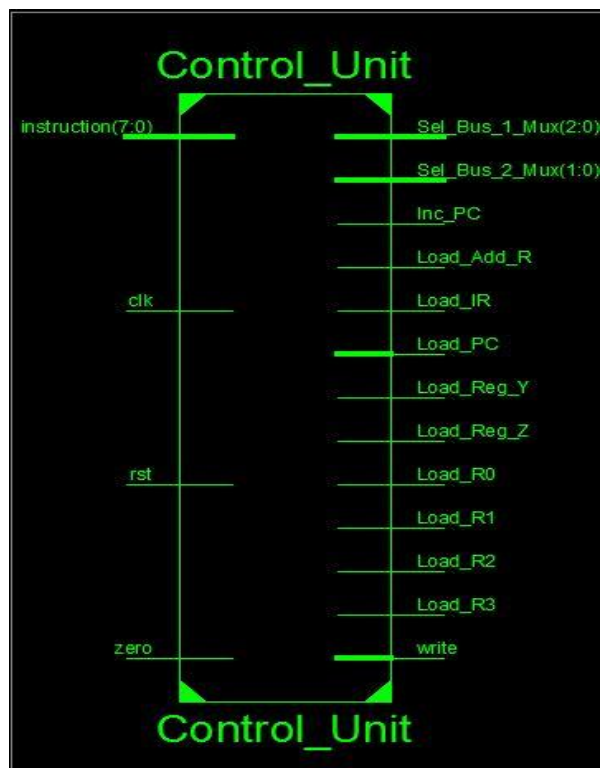 Control_Unit
instruction(7:0)
Sel_Bus_1_Mux(2:0)
Sel_Bus_2_Mux(1:0)
Inc_PC
Load_Add_R
clk
Load_IR
Load_PC
Load_Reg_Y
Load_Reg_Z
rst
Load_R0
Load_R1
Load_R2
Load_R3
zero
write
Control_Unit